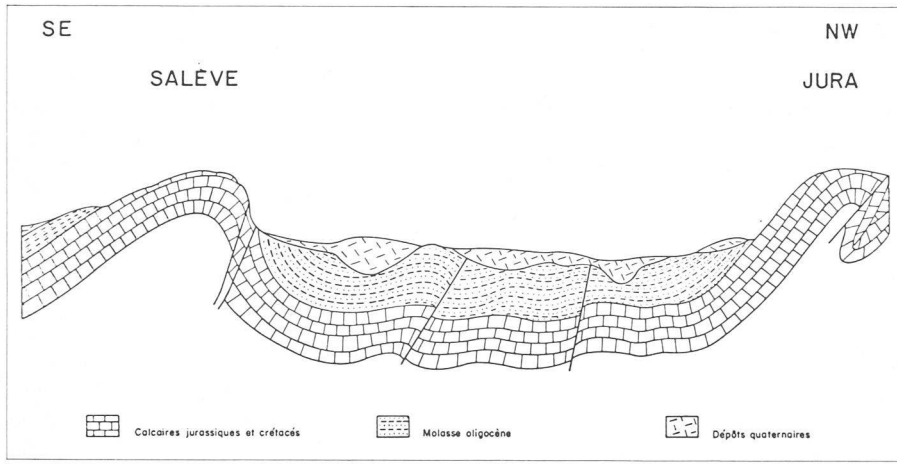 SE
NW
SALÈVE
JURA
Calcaires jurassiques et crétacés
Molasse oligocène
Dépôts quaternaires